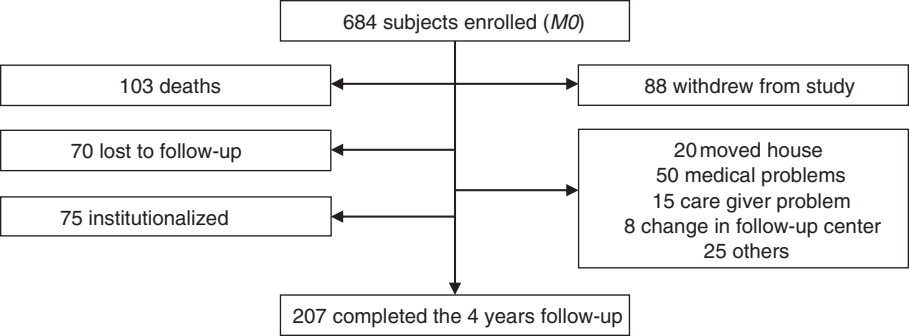 684 subjects enrolled (M0)
103 deaths
88 withdrew from study
70 lost to follow-up
20 moved house
50 medical problems
15 care giver problem
8 change in follow-up center
25 others
75 institutionalized
207 completed the 4 years follow-up